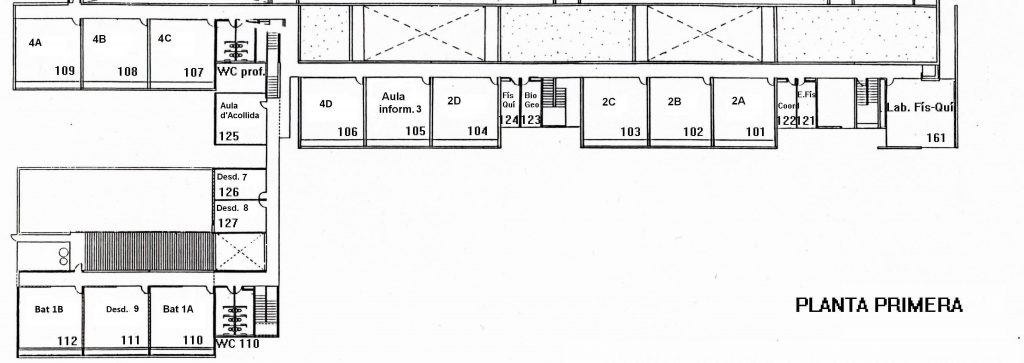 4A
109
4B
108
4C
107
WC prof.
Aula
d'Acollida
125
4D
106
Aula
inform. 3
105
2D
104
Fís
Quí
124
Bio
Geo
123
2C
103
2B
102
2A
101
Coord
122
E.Fís
121
Lab. Fís-Quí
161
Desd. 7
126
Desd. 8
127
Bat 1B
112
Desd. 9
111
Bat 1A
110
WC 110
PLANTA PRIMERA